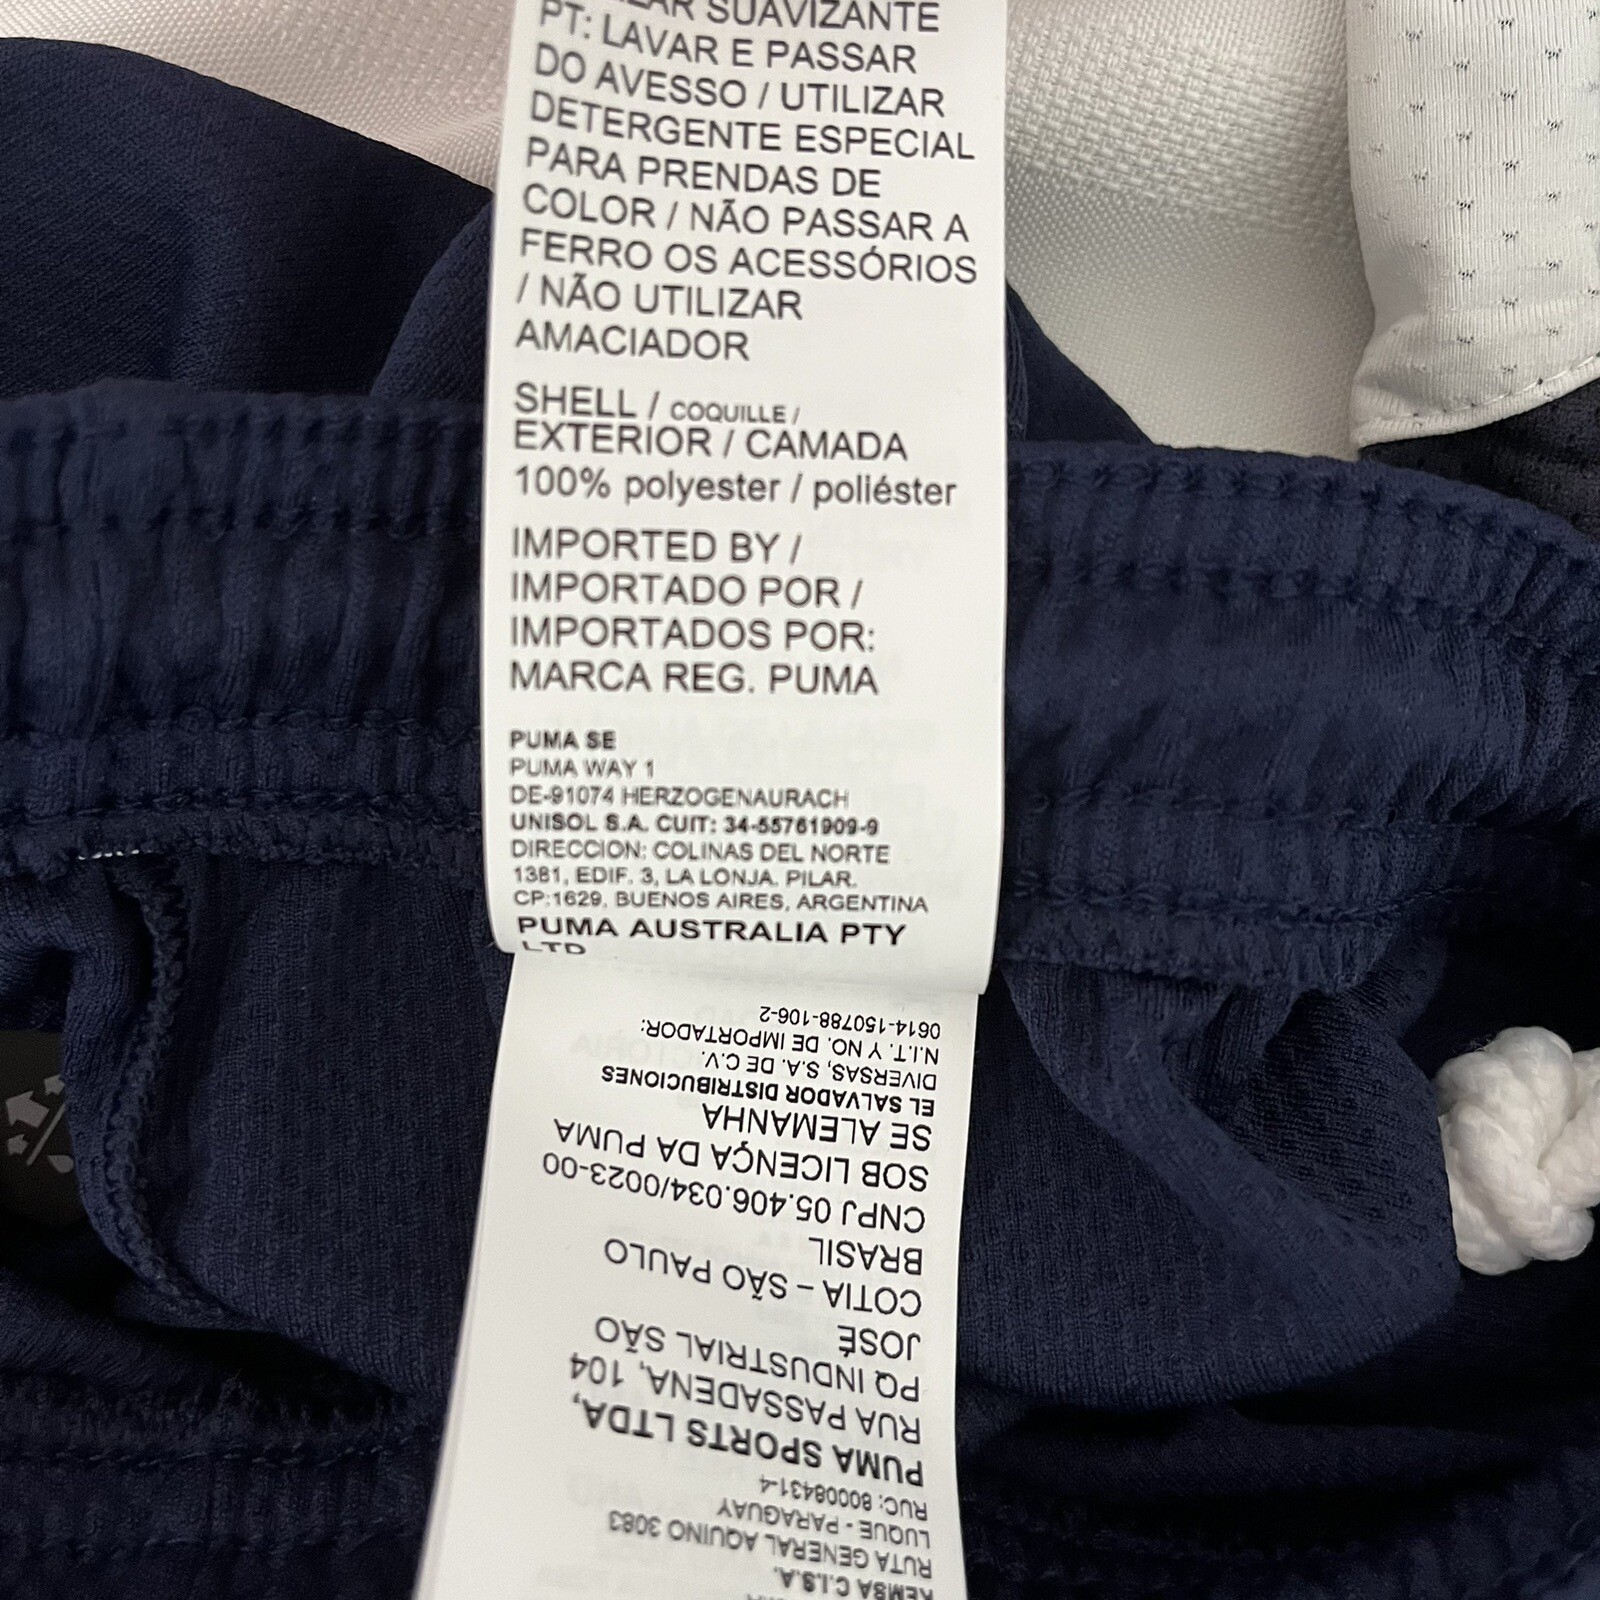 SUAVIZANTE
PT: LAVAR E PASSAR
DO AVESSO / UTILIZAR
DETERGENTE ESPECIAL
PARA PRENDAS DE
COLOR / NÃO PASSAR A
FERRO OS ACESSÓRIOS
/ NÃO UTILIZAR
AMACIADOR
SHELL / COQUILLE /
EXTERIOR / CAMADA
100% polyester / poliéster
IMPORTED BY /
IMPORTADO POR /
IMPORTADOS POR:
MARCA REG. PUMA
PUMA SE
PUMA WAY 1
DE-91074 HERZOGENAURACH
UNISOL S.A. CUIT: 34-55761909-9
DIRECCION: COLINAS DEL NORTE
1381, EDIF. 3, LA LONJA. PILAR.
CP:1629, BUENOS AIRES, ARGENTINA
PUMA AUSTRALIA PTY
LTD
KEMSA C.I.S.A.
RUTA GENERAL AQUINO 3083
LUQUE - PARAGUAY
RUC: 80008431-4
PUMA SPORTS LTDA,
RUA PASSADENA, 104
PQ INDUSTRIAL SÃO
JOSÉ
COTIA – SÃO PAULO
BRASIL
CNPJ 05.406.034/0023-00
SOB LICENÇA DA PUMA
SE ALEMANHA
EL SALVADOR DISTRIBUCIONES
DIVERSAS, S.A. DE C.V.
N.I.T. Y NO. DE IMPORTADOR:
0614-150788-106-2